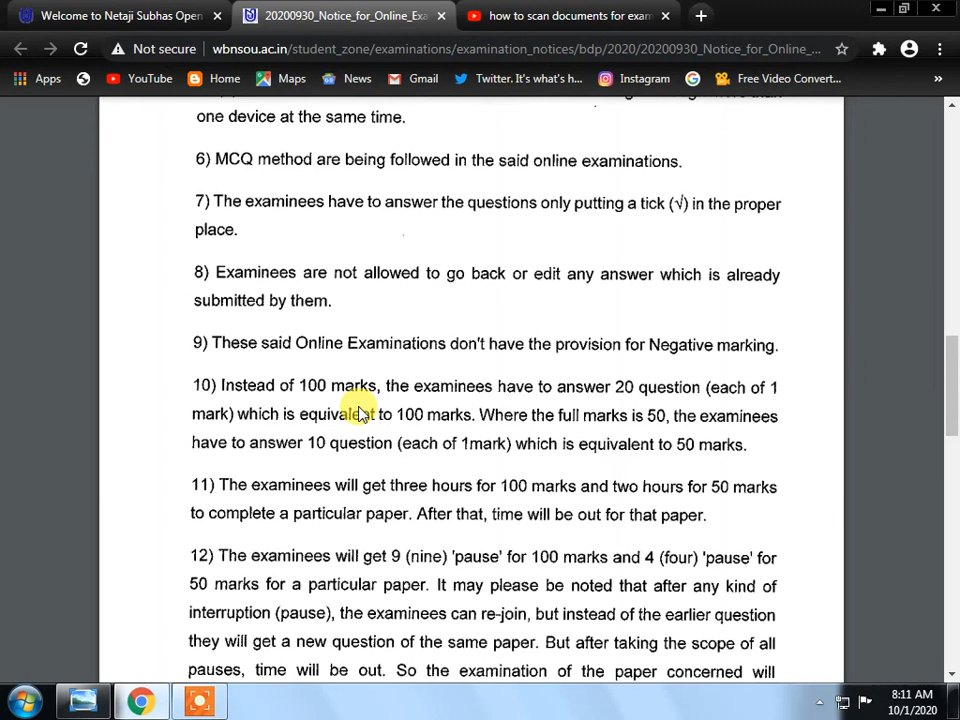 Welcome to Netaji Subhas Open
20200930_Notice_for_Online_Exa
how to scan documents for exam
Not secure
wbnsou.ac.in/student_zone/examinations/examination_notices/bdp/2020/20200930_Notice_for_Online_...
Apps
YouTube
Home
Maps
News
Gmail
Twitter. It's what's h...
Instagram
Free Video Convert...
»
one device at the same time.
6) MCQ method are being followed in the said online examinations.
7) The examinees have to answer the questions only putting a tick (√) in the proper
place.
8) Examinees are not allowed to go back or edit any answer which is already
submitted by them.
9) These said Online Examinations don't have the provision for Negative marking.
10) Instead of 100 marks, the examinees have to answer 20 question (each of 1
mark) which is equivalent to 100 marks. Where the full marks is 50, the examinees
have to answer 10 question (each of 1mark) which is equivalent to 50 marks.
11) The examinees will get three hours for 100 marks and two hours for 50 marks
to complete a particular paper. After that, time will be out for that paper.
12) The examinees will get 9 (nine) 'pause' for 100 marks and 4 (four) 'pause' for
50 marks for a particular paper. It may please be noted that after any kind of
interruption (pause), the examinees can re-join, but instead of the earlier question
they will get a new question of the same paper. But after taking the scope of all
pauses, time will be out. So the examination of the paper concerned will
8:11 AM
10/1/2020